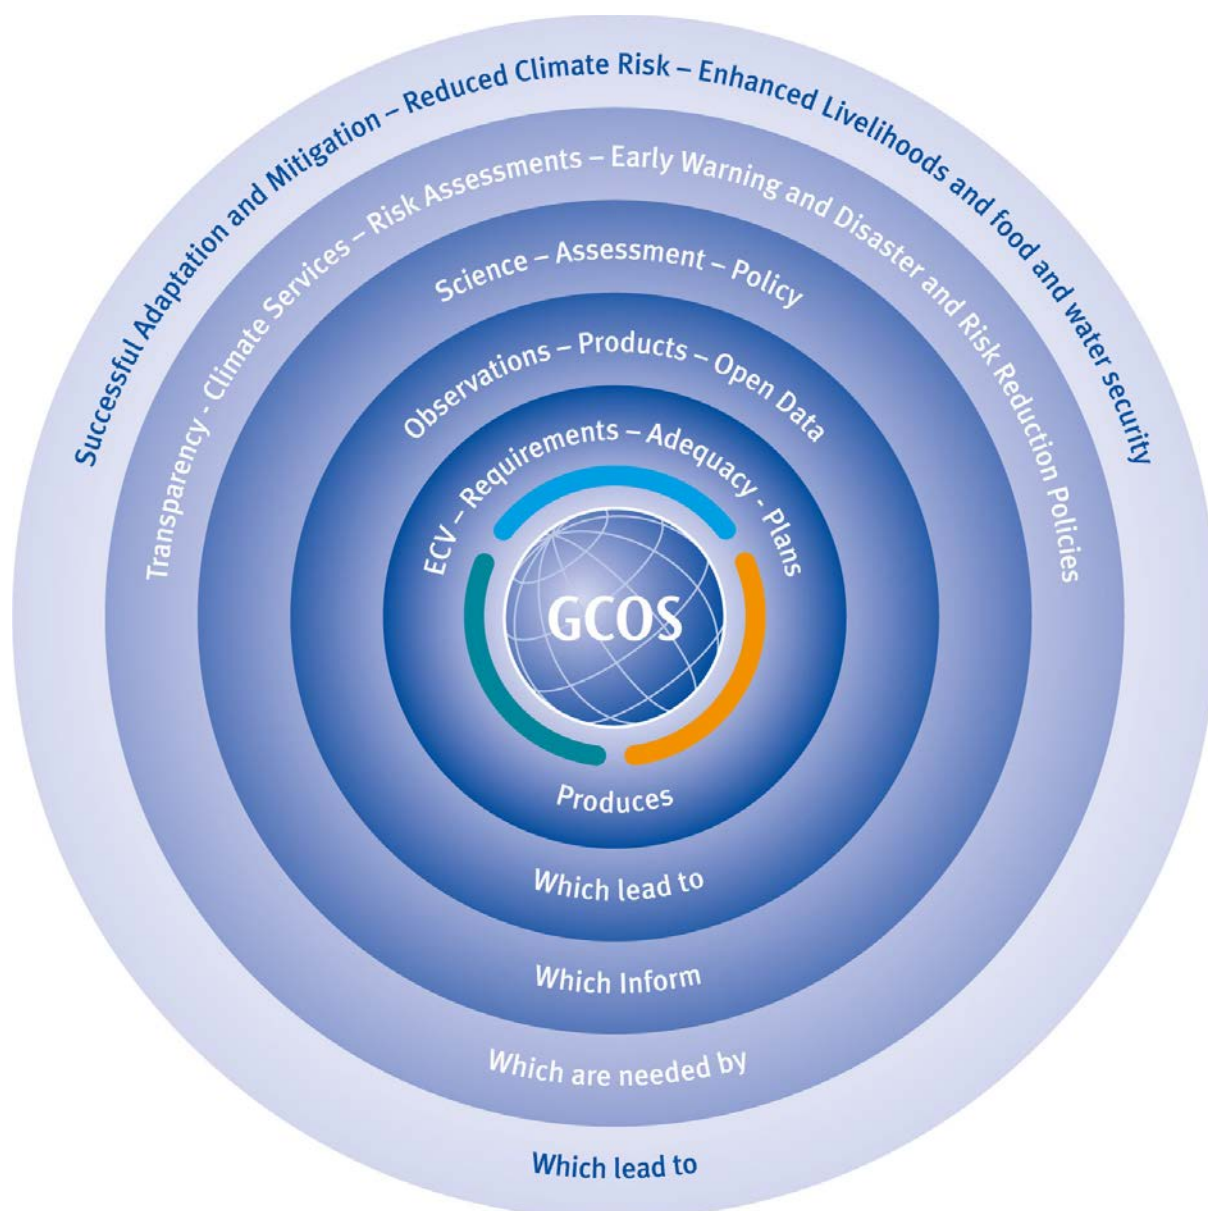 Successful Adaptation and Mitigation – Reduced Climate Risk – Enhanced Livelihoods and food and water security
Transparency - Climate Services – Risk Assessments – Early Warning and Disaster and Risk Reduction Policies
Science – Assessment – Policy
Observations – Products – Open Data
ECV – Requirements – Adequacy - Plans
GCOS
Produces
Which lead to
Which Inform
Which are needed by
Which lead to